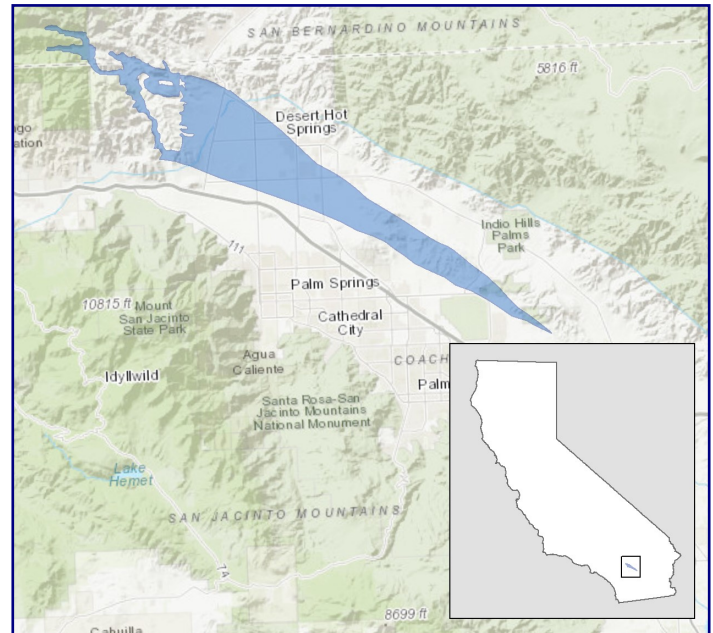 SAN BERNARDINO MOUNTAINS
5816 ft
Desert Hot
Springs
ation
111
Indio Hills
Palms
Park
Palm Springs
10815 ft
Mount
San Jacinto
State Park
Cathedral
City
Agua
Caliente
COACH
Idyllwild
Palm
Santa Rosa-San
Jacinto Mountains
National Monument
Lake
Hemet
SAN JACINTO MOUNTAINS
74
8699 ft
Cahuilla